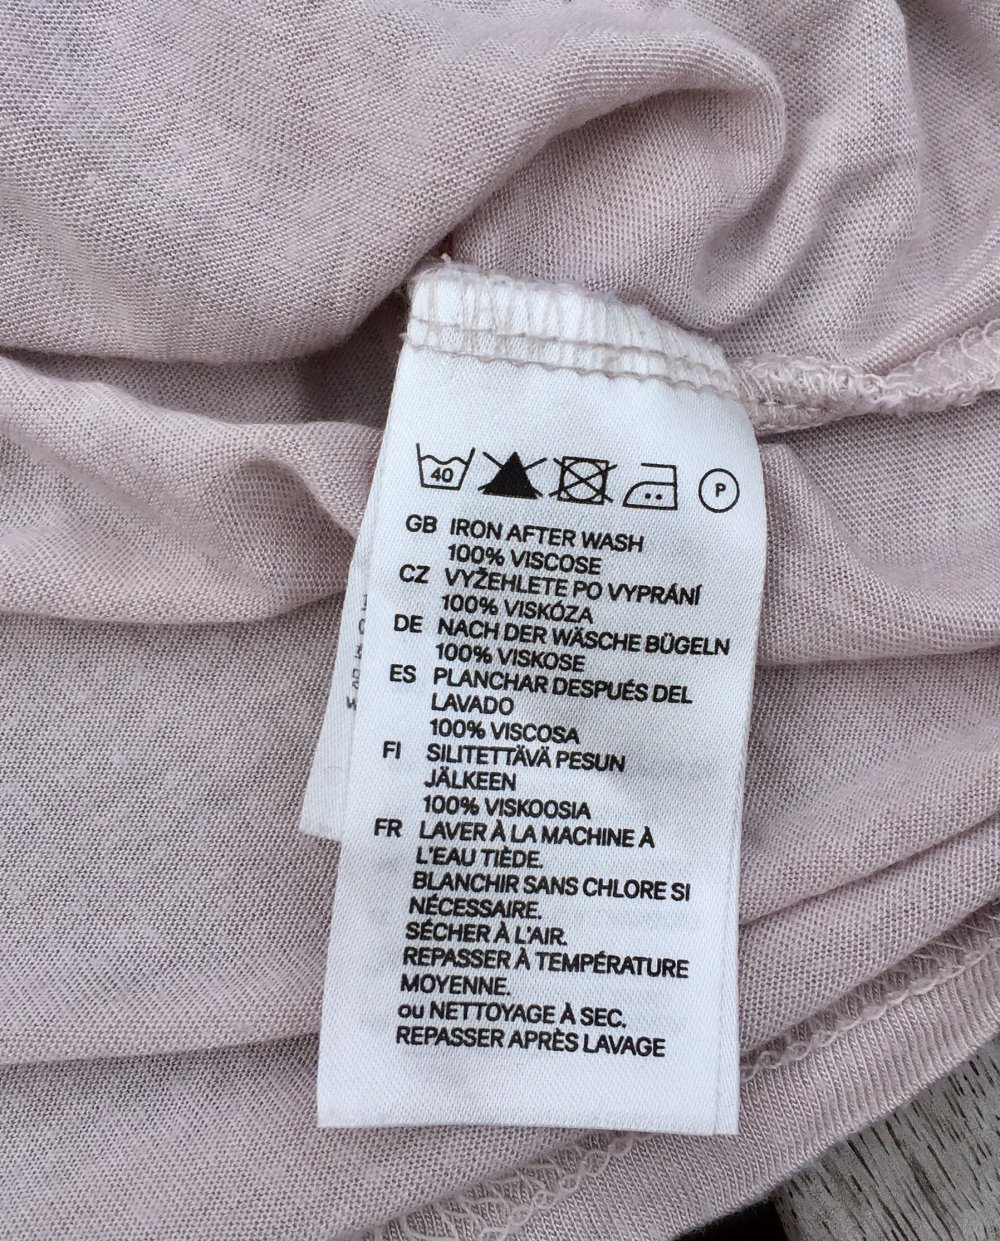 40 P
GB IRON AFTER WASH
100% VISCOSE
CZ VYŽEHLETE PO VYPRÁNÍ
100% VISKÓZA
DE NACH DER WÄSCHE BÜGELN
100% VISKOSE
ES PLANCHAR DESPUÉS DEL
LAVADO
100% VISCOSA
FI SILITETTÄVÄ PESUN
JÄLKEEN
100% VISKOOSIA
FR LAVER À LA MACHINE À
L'EAU TIÈDE.
BLANCHIR SANS CHLORE SI
NÉCESSAIRE.
SÉCHER À L'AIR.
REPASSER À TEMPÉRATURE
MOYENNE.
ou NETTOYAGE À SEC.
REPASSER APRÈS LAVAGE